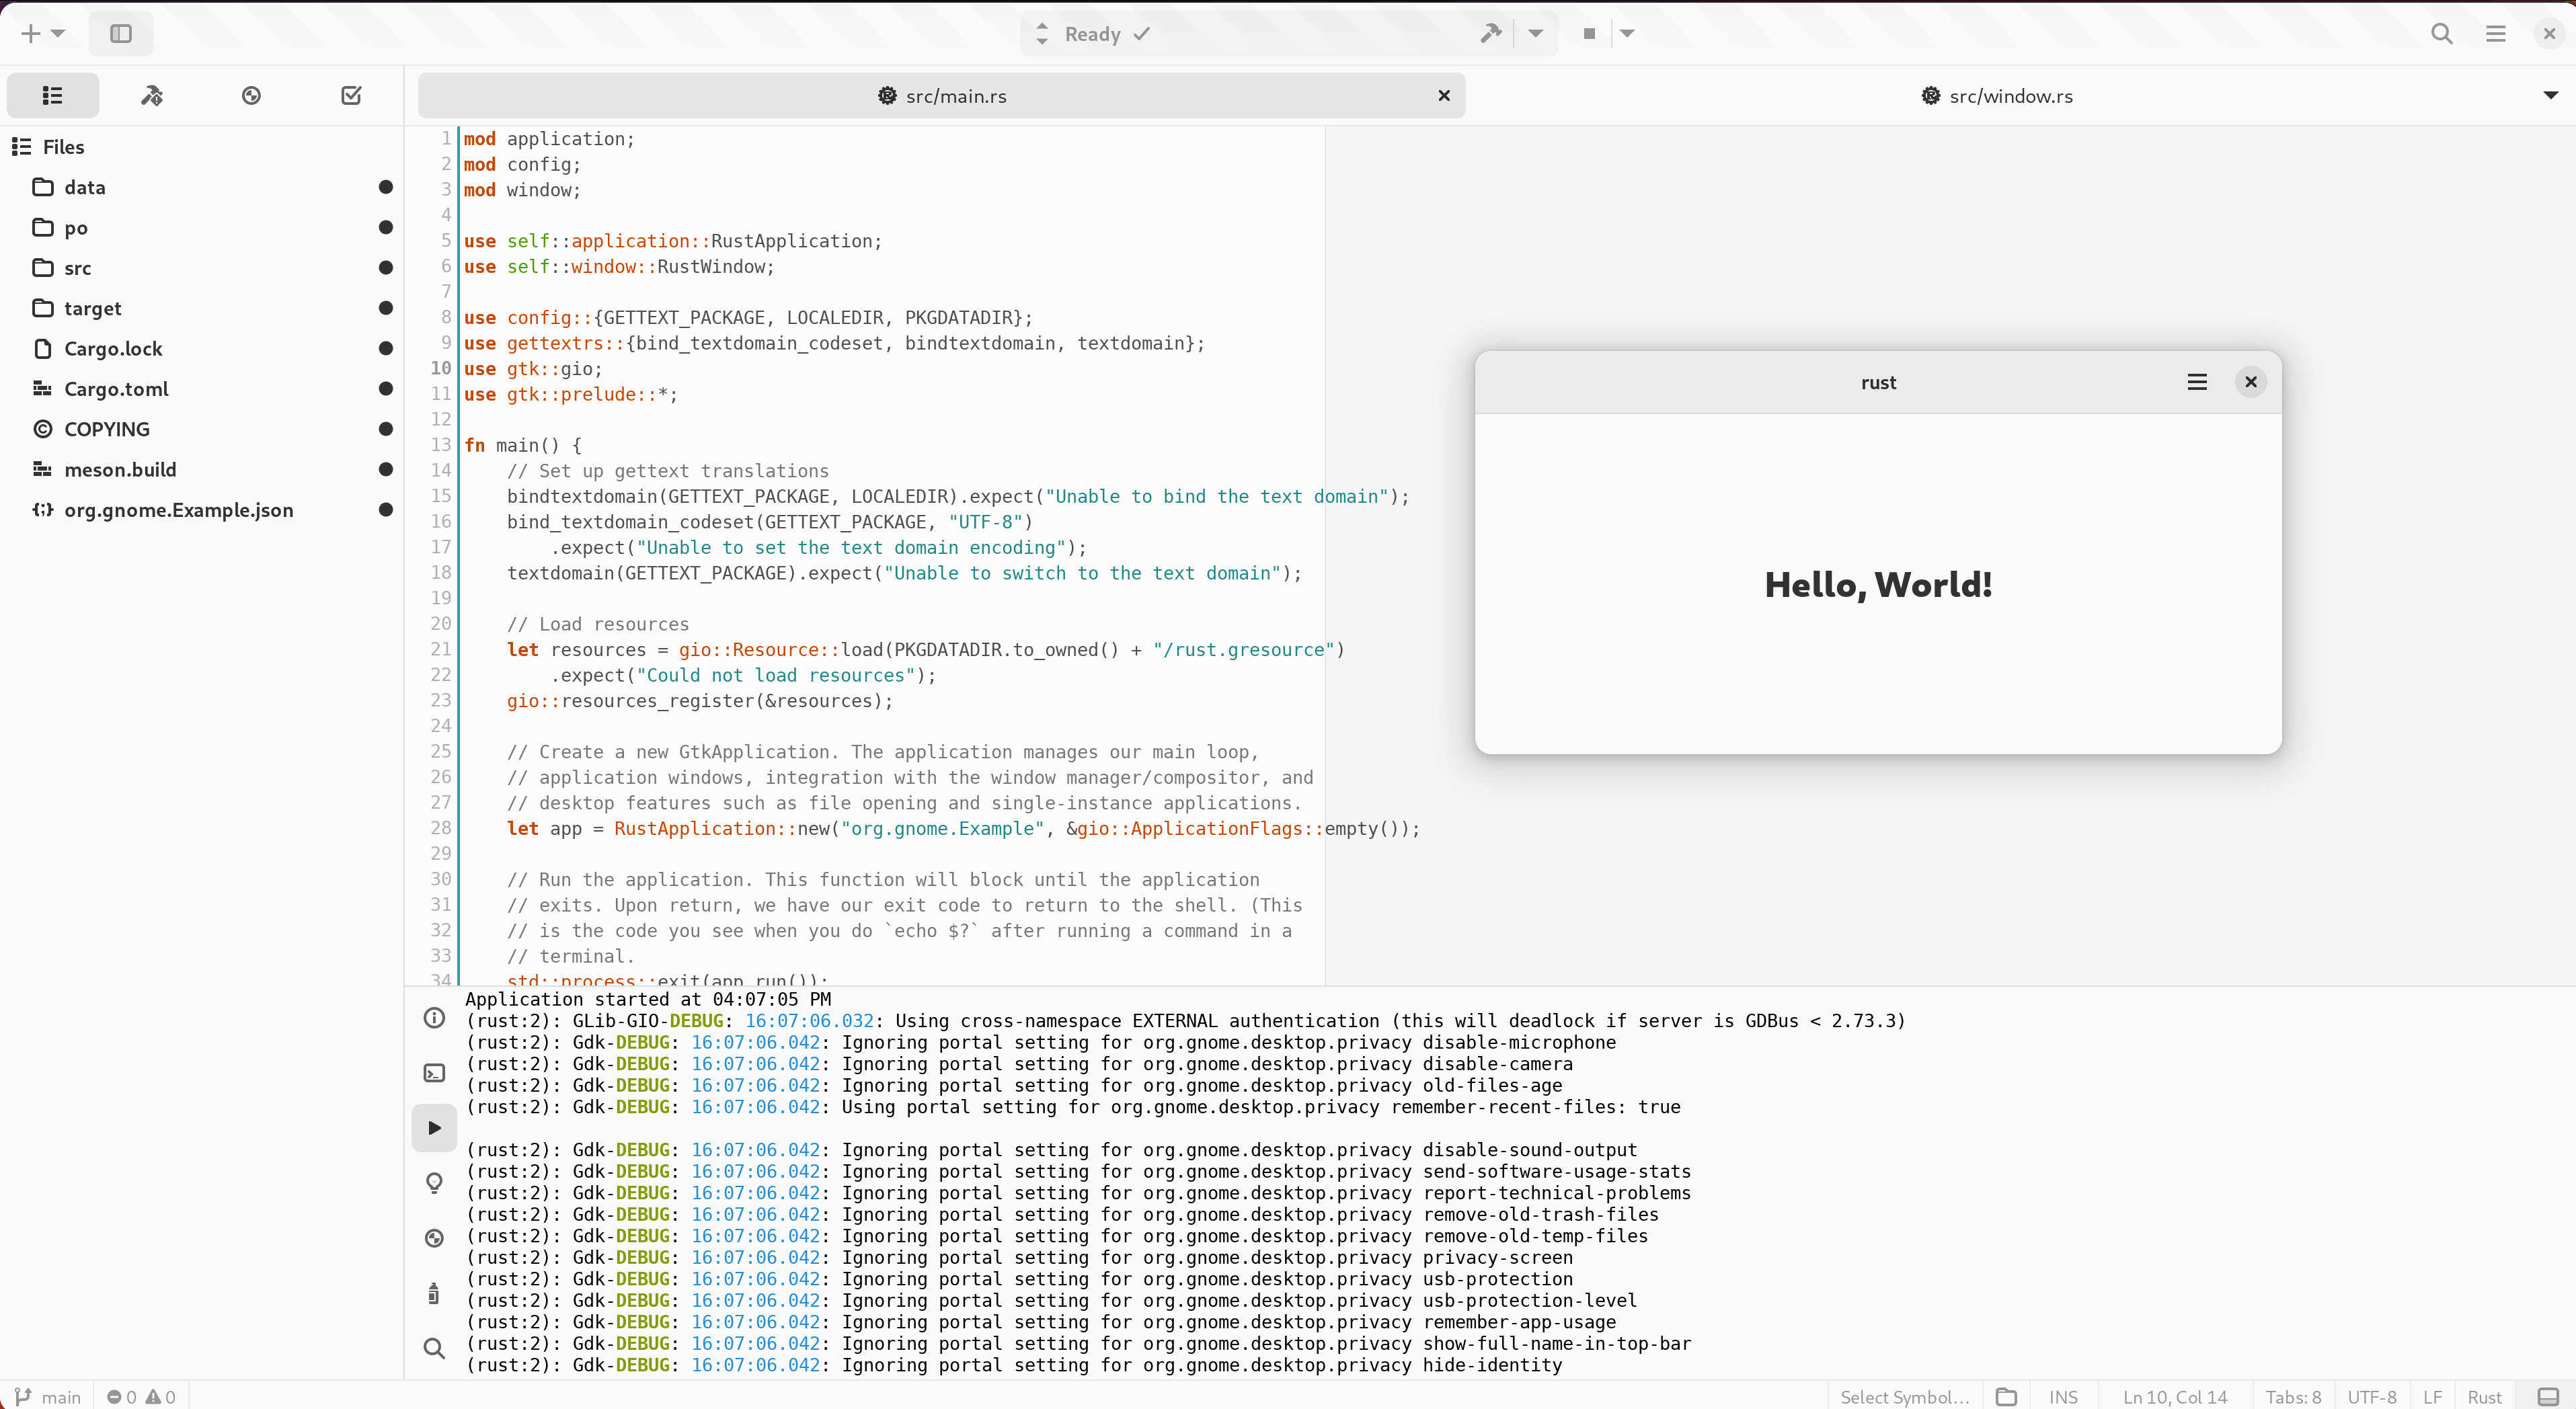 Ready
src/main.rs
src/window.rs
Files
data
po
src
target
Cargo.lock
Cargo.toml
COPYING
meson.build
org.gnome.Example.json
1 mod application;
2 mod config;
3 mod window;
4
5 use self::application::RustApplication;
6 use self::window::RustWindow;
7
8 use config::{GETTEXT_PACKAGE, LOCALEDIR, PKGDATADIR};
9 use gettextrs::{bind_textdomain_codeset, bindtextdomain, textdomain};
10 use gtk::gio;
11 use gtk::prelude::*;
12
13 fn main() {
14     // Set up gettext translations
15     bindtextdomain(GETTEXT_PACKAGE, LOCALEDIR).expect("Unable to bind the text domain");
16     bind_textdomain_codeset(GETTEXT_PACKAGE, "UTF-8")
17         .expect("Unable to set the text domain encoding");
18     textdomain(GETTEXT_PACKAGE).expect("Unable to switch to the text domain");
19
20     // Load resources
21     let resources = gio::Resource::load(PKGDATADIR.to_owned() + "/rust.gresource")
22         .expect("Could not load resources");
23     gio::resources_register(&resources);
24
25     // Create a new GtkApplication. The application manages our main loop,
26     // application windows, integration with the window manager/compositor, and
27     // desktop features such as file opening and single-instance applications.
28     let app = RustApplication::new("org.gnome.Example", &gio::ApplicationFlags::empty());
29
30     // Run the application. This function will block until the application
31     // exits. Upon return, we have our exit code to return to the shell. (This
32     // is the code you see when you do `echo $?` after running a command in a
33     // terminal.
34     std::process::exit(app.run());
rust
Hello, World!
Application started at 04:07:05 PM
(rust:2): GLib-GIO-DEBUG: 16:07:06.032: Using cross-namespace EXTERNAL authentication (this will deadlock if server is GDBus < 2.73.3)
(rust:2): Gdk-DEBUG: 16:07:06.042: Ignoring portal setting for org.gnome.desktop.privacy disable-microphone
(rust:2): Gdk-DEBUG: 16:07:06.042: Ignoring portal setting for org.gnome.desktop.privacy disable-camera
(rust:2): Gdk-DEBUG: 16:07:06.042: Ignoring portal setting for org.gnome.desktop.privacy old-files-age
(rust:2): Gdk-DEBUG: 16:07:06.042: Using portal setting for org.gnome.desktop.privacy remember-recent-files: true
(rust:2): Gdk-DEBUG: 16:07:06.042: Ignoring portal setting for org.gnome.desktop.privacy disable-sound-output
(rust:2): Gdk-DEBUG: 16:07:06.042: Ignoring portal setting for org.gnome.desktop.privacy send-software-usage-stats
(rust:2): Gdk-DEBUG: 16:07:06.042: Ignoring portal setting for org.gnome.desktop.privacy report-technical-problems
(rust:2): Gdk-DEBUG: 16:07:06.042: Ignoring portal setting for org.gnome.desktop.privacy remove-old-trash-files
(rust:2): Gdk-DEBUG: 16:07:06.042: Ignoring portal setting for org.gnome.desktop.privacy remove-old-temp-files
(rust:2): Gdk-DEBUG: 16:07:06.042: Ignoring portal setting for org.gnome.desktop.privacy privacy-screen
(rust:2): Gdk-DEBUG: 16:07:06.042: Ignoring portal setting for org.gnome.desktop.privacy usb-protection
(rust:2): Gdk-DEBUG: 16:07:06.042: Ignoring portal setting for org.gnome.desktop.privacy usb-protection-level
(rust:2): Gdk-DEBUG: 16:07:06.042: Ignoring portal setting for org.gnome.desktop.privacy remember-app-usage
(rust:2): Gdk-DEBUG: 16:07:06.042: Ignoring portal setting for org.gnome.desktop.privacy show-full-name-in-top-bar
(rust:2): Gdk-DEBUG: 16:07:06.042: Ignoring portal setting for org.gnome.desktop.privacy hide-identity
main 0 0 Select Symbol… INS Ln 10, Col 14 Tabs: 8 UTF-8 LF Rust